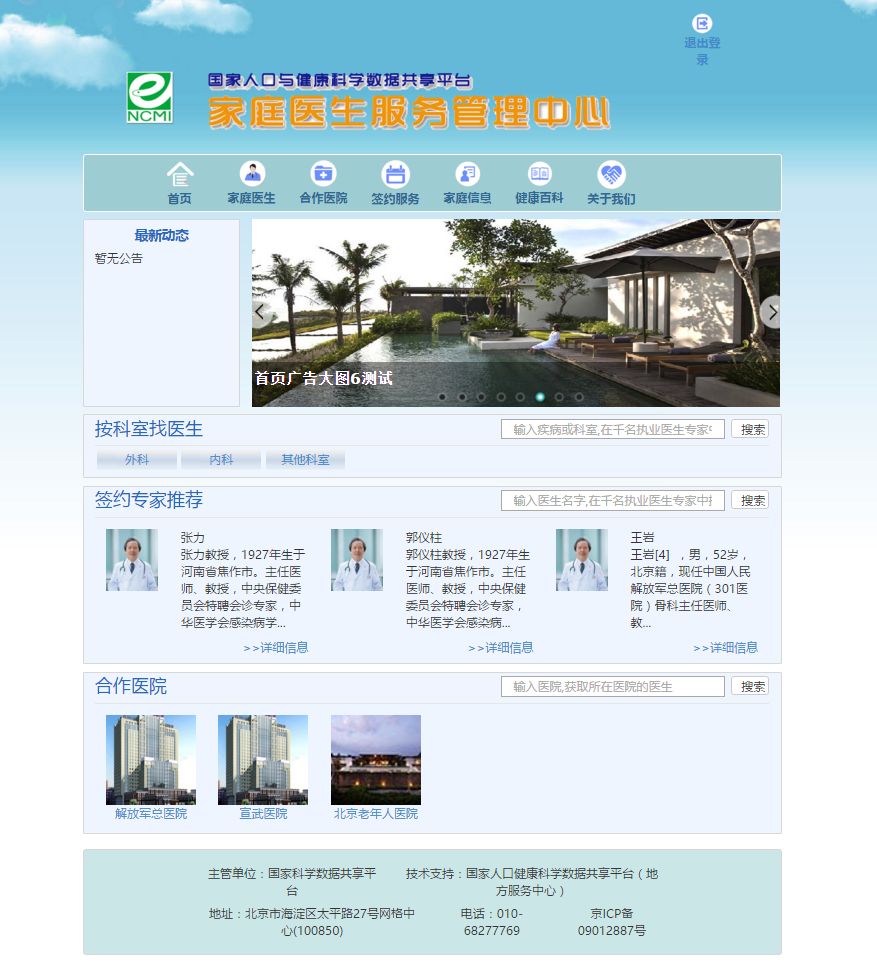 退出登
录
国家人口与健康科学数据共享平台
家庭医生服务管理中心
NCMI
首页 家庭医生 合作医院 签约服务 家庭信息 健康百科 关于我们
最新动态
暂无公告
首页广告大图6测试
按科室找医生
输入疾病或科室,在千名执业医生专家中
搜索
外科 内科 其他科室
签约专家推荐
输入医生名字,在千名执业医生专家中找
搜索
张力
张力教授，1927年生于
河南省焦作市。主任医
师、教授，中央保健委
员会特聘会诊专家，中
华医学会感染病学...
>>详细信息
郭仪柱
郭仪柱教授，1927年生
于河南省焦作市。主任
医师、教授，中央保健
委员会特聘会诊专家，
中华医学会感染病...
>>详细信息
王岩
王岩[4] ，男，52岁，
北京籍，现任中国人民
解放军总医院（301医
院）骨科主任医师、
教...
>>详细信息
合作医院
输入医院,获取所在医院的医生
搜索
解放军总医院 宣武医院 北京老年人医院
主管单位：国家科学数据共享平
台
技术支持：国家人口健康科学数据共享平台（地
方服务中心）
地址：北京市海淀区太平路27号网格中
心(100850)
电话：010-
68277769
京ICP备
09012887号